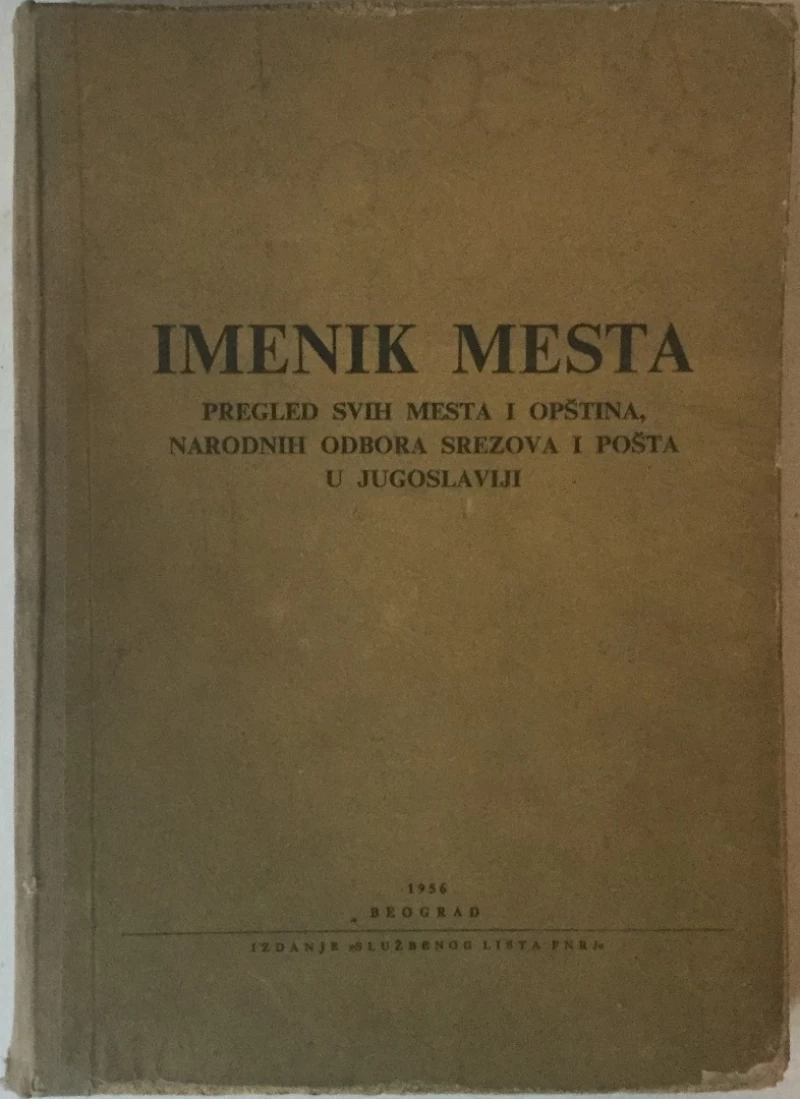 IMENIK MESTA
PREGLED SVIH MESTA I OPŠTINA,
NARODNIH ODBORA SREZOVA I POŠTA
U JUGOSLAVIJI
1956
BEOGRAD
IZDANJE »SLUŽBENOG LISTA FNRJ«